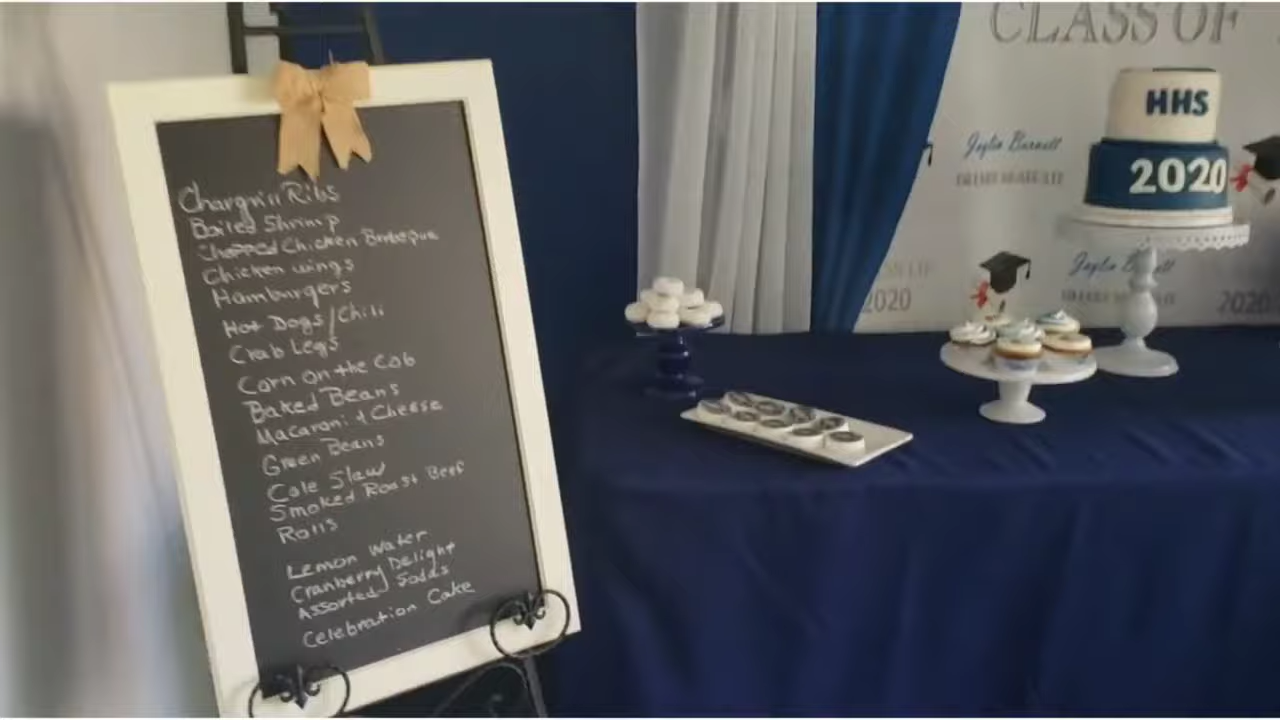 Chargrill Ribs
Boiled Shrimp
Chopped Chicken Barbeque
Chicken wings
Hamburgers
Hot Dogs/Chili
Crab Legs
Corn on the Cob
Baked Beans
Macaroni & Cheese
Green Beans
Cole Slaw
Smoked Roast Beef
Rolls
Lemon Water
Cranberry Delight
Assorted Sodas
Celebration Cake
CLASS OF
HHS
2020
2020
2020